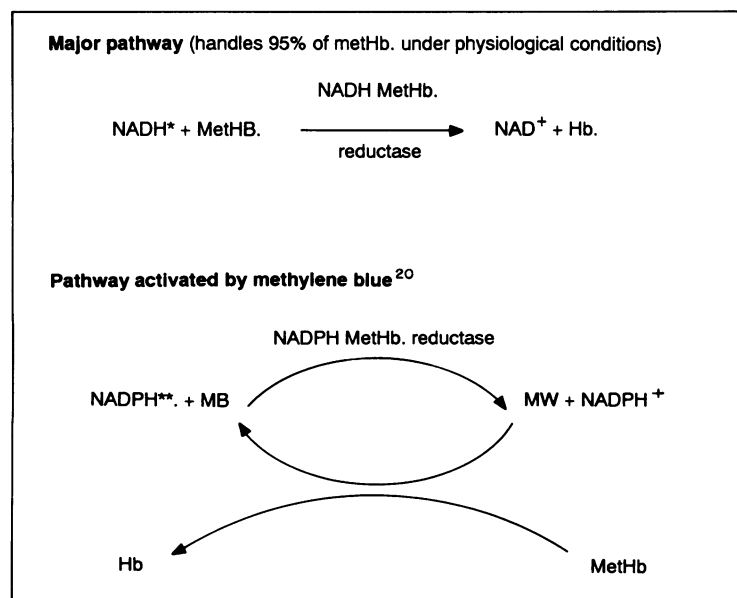 Major pathway (handles 95% of metHb. under physiological conditions)
NADH MetHb.
NADH* + MetHB.
NAD+ + Hb.
reductase
Pathway activated by methylene blue20
NADPH MetHb. reductase
NADPH**. + MB
MW + NADPH+
Hb
MetHb